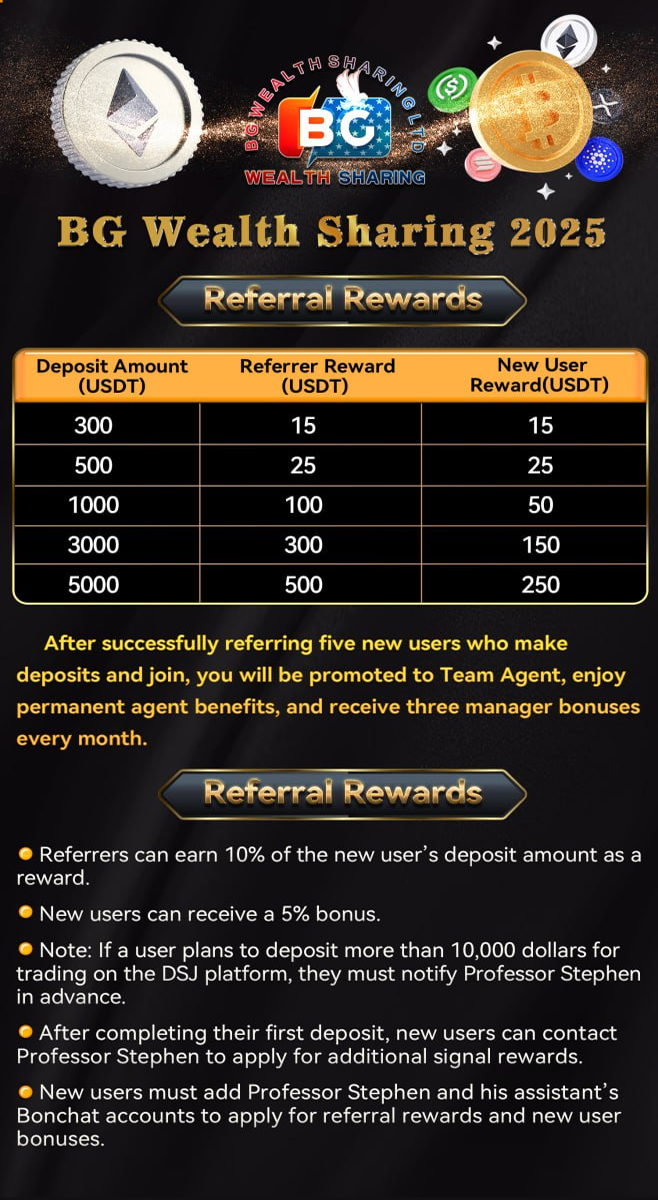 BG WEALTH SHARING LTD
BG
WEALTH SHARING
BG Wealth Sharing 2025
Referral Rewards
Deposit Amount (USDT) Referrer Reward (USDT) New User Reward(USDT)
300 15 15
500 25 25
1000 100 50
3000 300 150
5000 500 250
After successfully referring five new users who make
deposits and join, you will be promoted to Team Agent, enjoy
permanent agent benefits, and receive three manager bonuses
every month.
Referral Rewards
Referrers can earn 10% of the new user's deposit amount as a
reward.
New users can receive a 5% bonus.
Note: If a user plans to deposit more than 10,000 dollars for
trading on the DSJ platform, they must notify Professor Stephen
in advance.
After completing their first deposit, new users can contact
Professor Stephen to apply for additional signal rewards.
New users must add Professor Stephen and his assistant's
Bonchat accounts to apply for referral rewards and new user
bonuses.